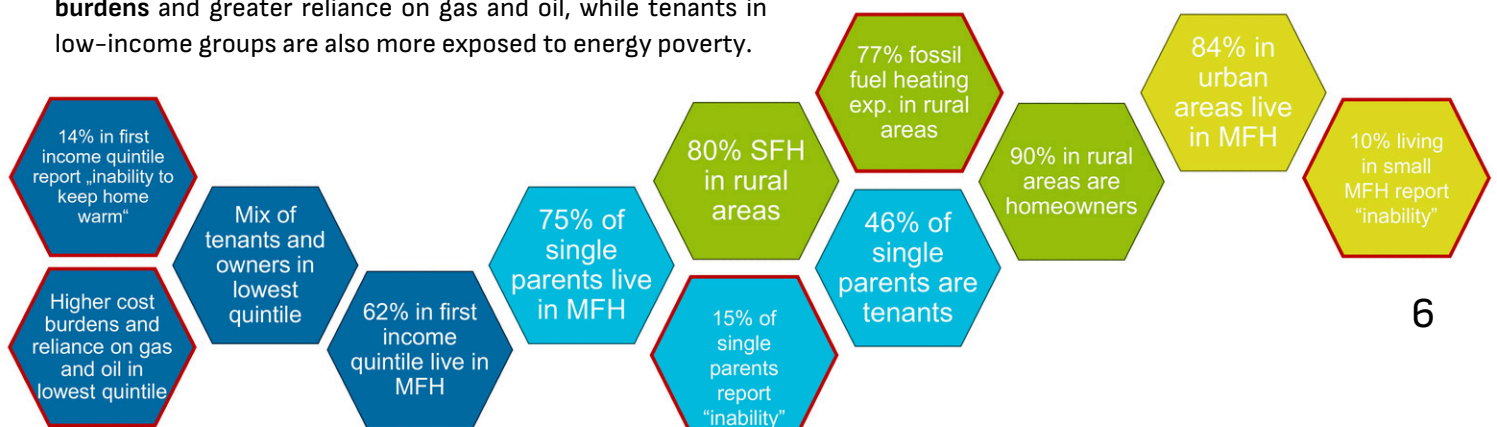 burdens and greater reliance on gas and oil, while tenants in
low-income groups are also more exposed to energy poverty.
14% in first
income quintile
report „inability to
keep home
warm“
Higher cost
burdens and
reliance on gas
and oil in
lowest quintile
Mix of
tenants and
owners in
lowest
quintile
62% in first
income
quintile live in
MFH
75% of
single
parents live
in MFH
80% SFH
in rural
areas
15% of
single
parents
report
“inability”
77% fossil
fuel heating
exp. in rural
areas
46% of
single
parents are
tenants
90% in rural
areas are
homeowners
84% in
urban
areas live
in MFH
10% living
in small
MFH report
“inability”
6